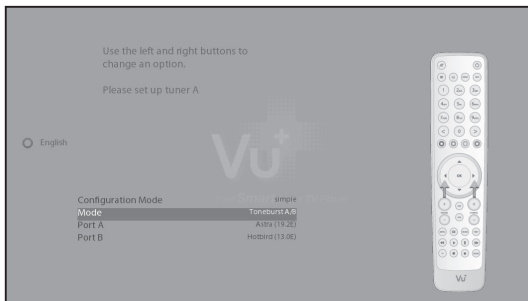 Use the left and right buttons to
change an option.
Please set up tuner A
English
Vu+
Configuration Mode simple
Mode Toneburst A/B
Port A Astra (19.2E)
Port B Hotbird (13.0E)
OK
Vu+